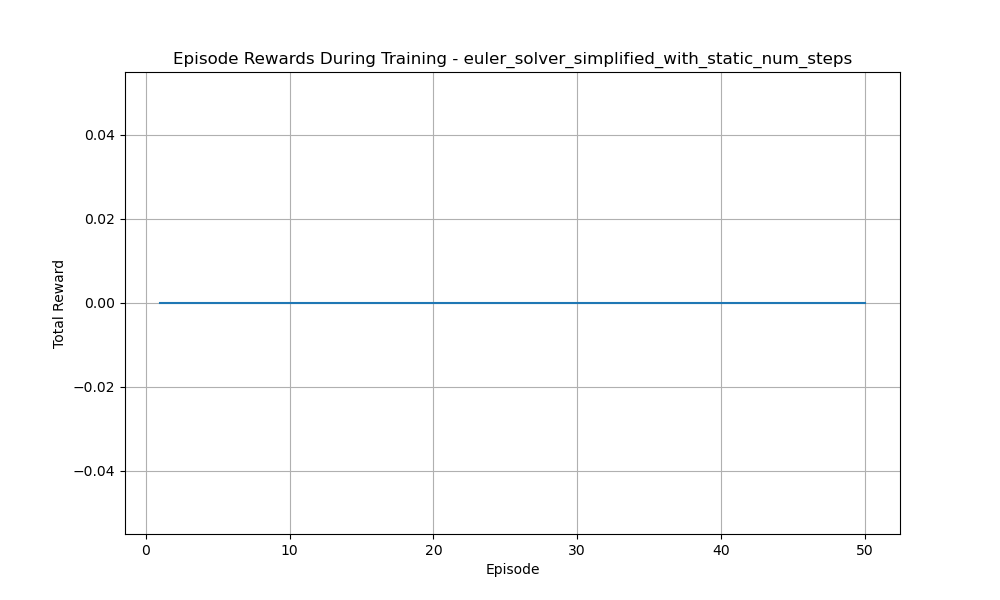 Episode Rewards During Training - euler_solver_simplified_with_static_num_steps
Total Reward
0.04
0.02
0.00
−0.02
−0.04
0 10 20 30 40 50
Episode